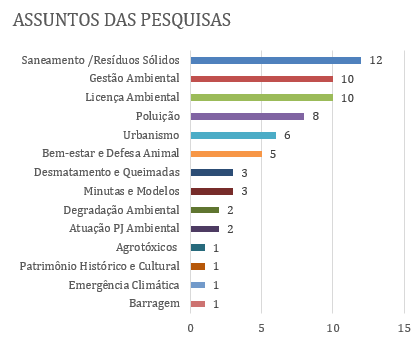 ASSUNTOS DAS PESQUISAS
Saneamento /Resíduos Sólidos 12
Gestão Ambiental 10
Licença Ambiental 10
Poluição 8
Urbanismo 6
Bem-estar e Defesa Animal 5
Desmatamento e Queimadas 3
Minutas e Modelos 3
Degradação Ambiental 2
Atuação PJ Ambiental 2
Agrotóxicos 1
Patrimônio Histórico e Cultural 1
Emergência Climática 1
Barragem 1
0 5 10 15